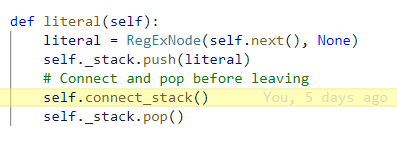 def literal(self):
    literal = RegExNode(self.next(), None)
    self._stack.push(literal)
    # Connect and pop before leaving
    self.connect_stack()    You, 5 days ago
    self._stack.pop()